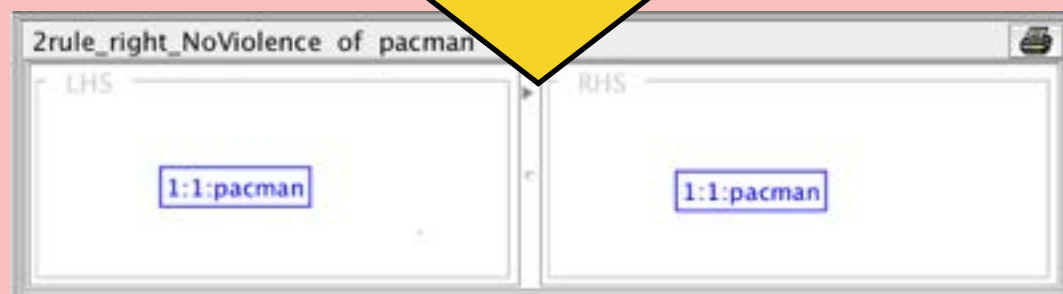 2rule_right_NoViolence of pacman
LHS
RHS
1:1:pacman
1:1:pacman